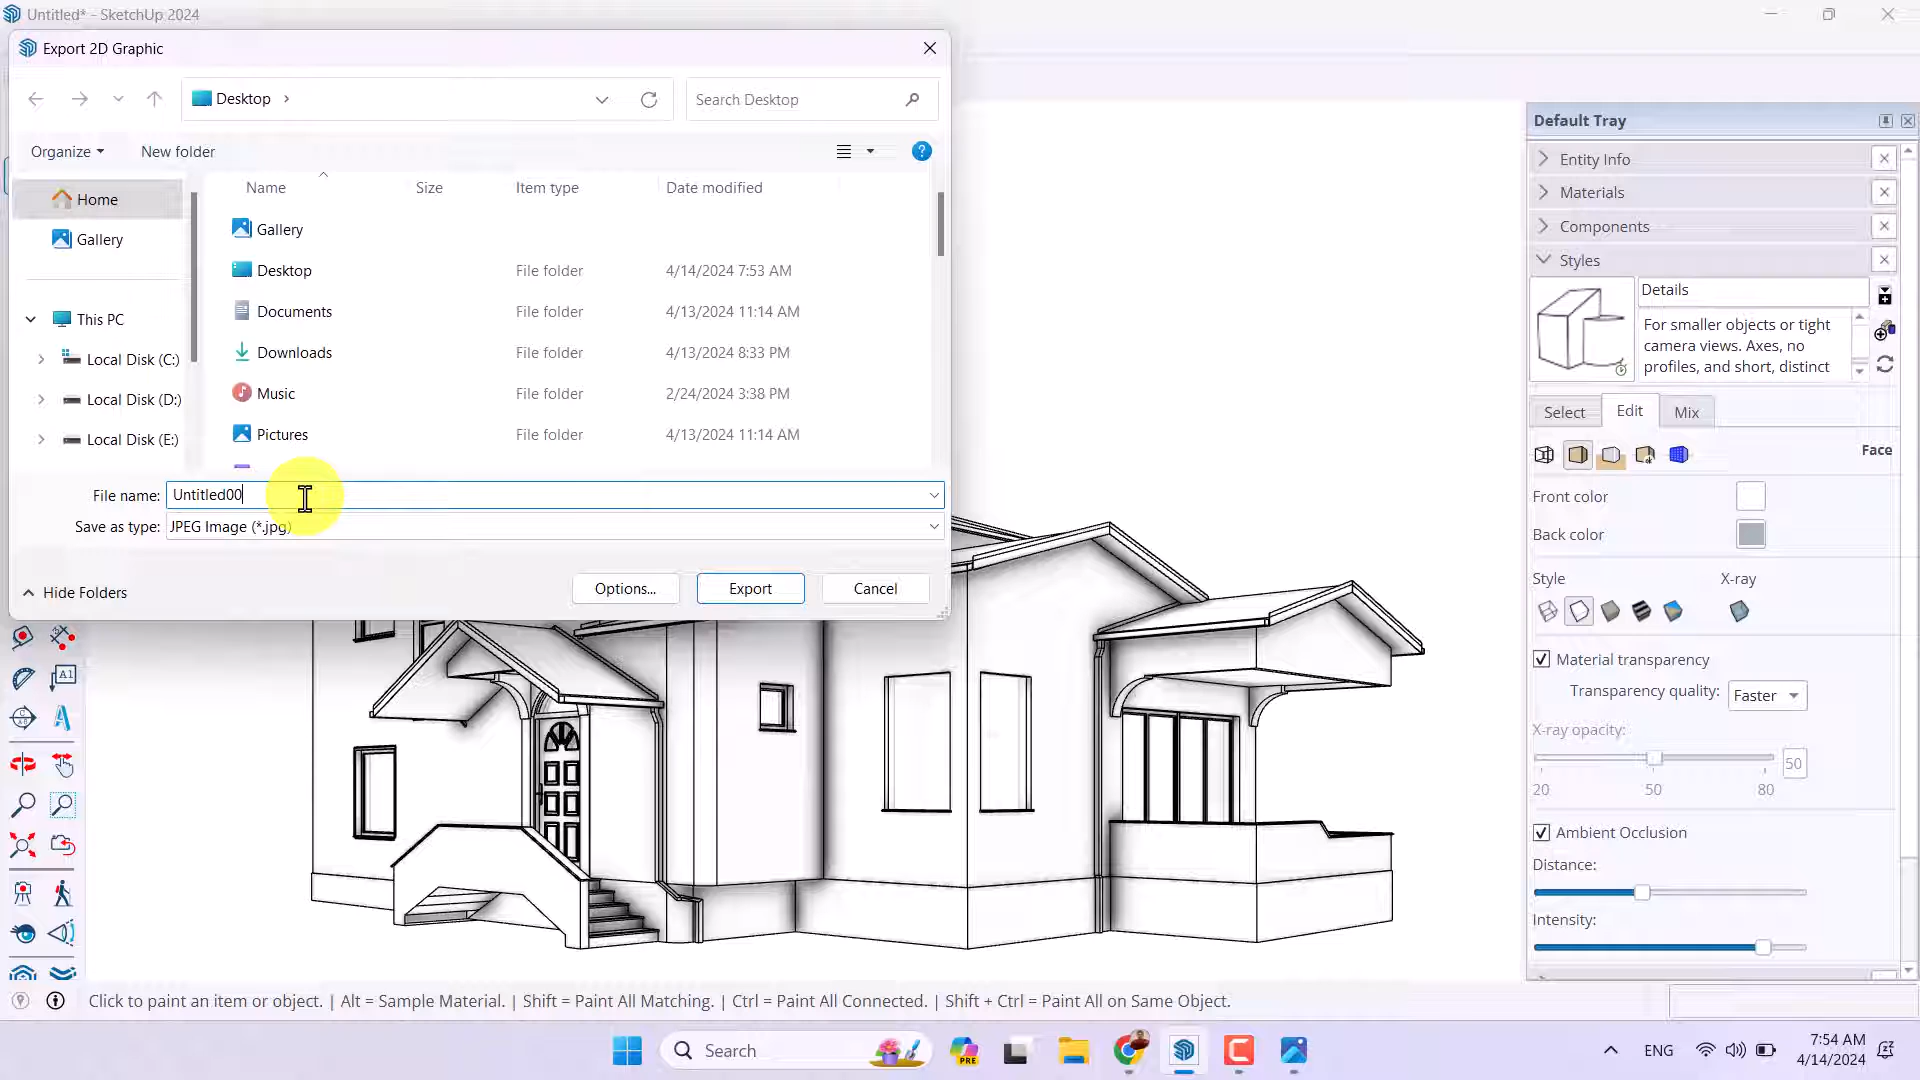 Untitled* - SketchUp 2024
Export 2D Graphic
Desktop
Search Desktop
Organize
New folder
?
Home
Gallery
This PC
Local Disk (C:)
Local Disk (D:)
Local Disk (E:)
Name Size Item type Date modified
Gallery
Desktop File folder 4/14/2024 7:53 AM
Documents File folder 4/13/2024 11:14 AM
Downloads File folder 4/13/2024 8:33 PM
Music File folder 2/24/2024 3:38 PM
Pictures File folder 4/13/2024 11:14 AM
File name: Untitled00
Save as type: JPEG Image (*.jpg)
Hide Folders
Options...
Export
Cancel
Default Tray
Entity Info
Materials
Components
Styles
Details
For smaller objects or tight
camera views. Axes, no
profiles, and short, distinct
Select Edit Mix
Face
Front color
Back color
Style X-ray
Material transparency
Transparency quality: Faster
X-ray opacity:
50
20 50 80
Ambient Occlusion
Distance:
Intensity:
A1
Click to paint an item or object. | Alt = Sample Material. | Shift = Paint All Matching. | Ctrl = Paint All Connected. | Shift + Ctrl = Paint All on Same Object.
Search
PRE
ENG
7:54 AM
4/14/2024